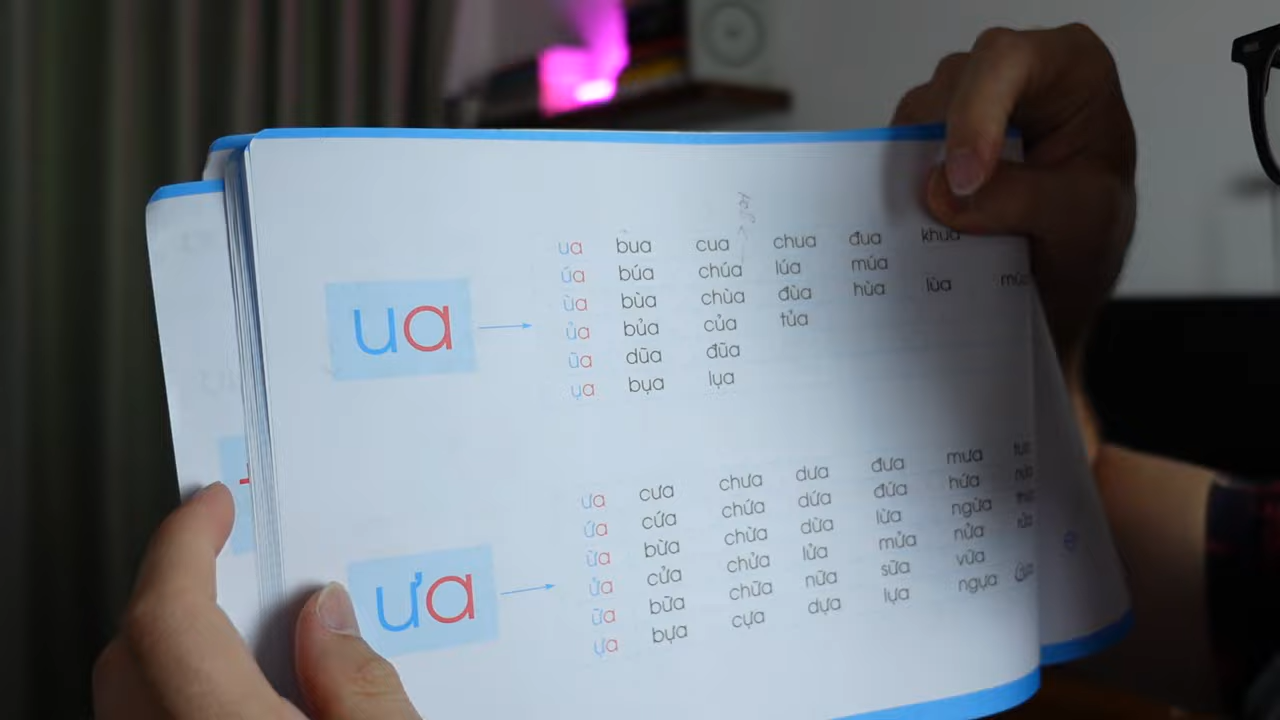 ua
ua bua cua chua đua khua
úa búa chúa lúa múa
ùa bùa chùa đùa hùa lùa
ủa bủa của tủa
ũa dũa đũa
ụa bụa lụa
ưa
ưa cưa chưa dưa đưa mưa
ứa cứa chứa dứa đứa hứa
ừa bừa chừa dừa lừa ngừa
ửa cửa chửa lửa mửa nửa
ữa bữa chữa nữa sữa vữa
ựa bựa cựa dựa lựa ngựa